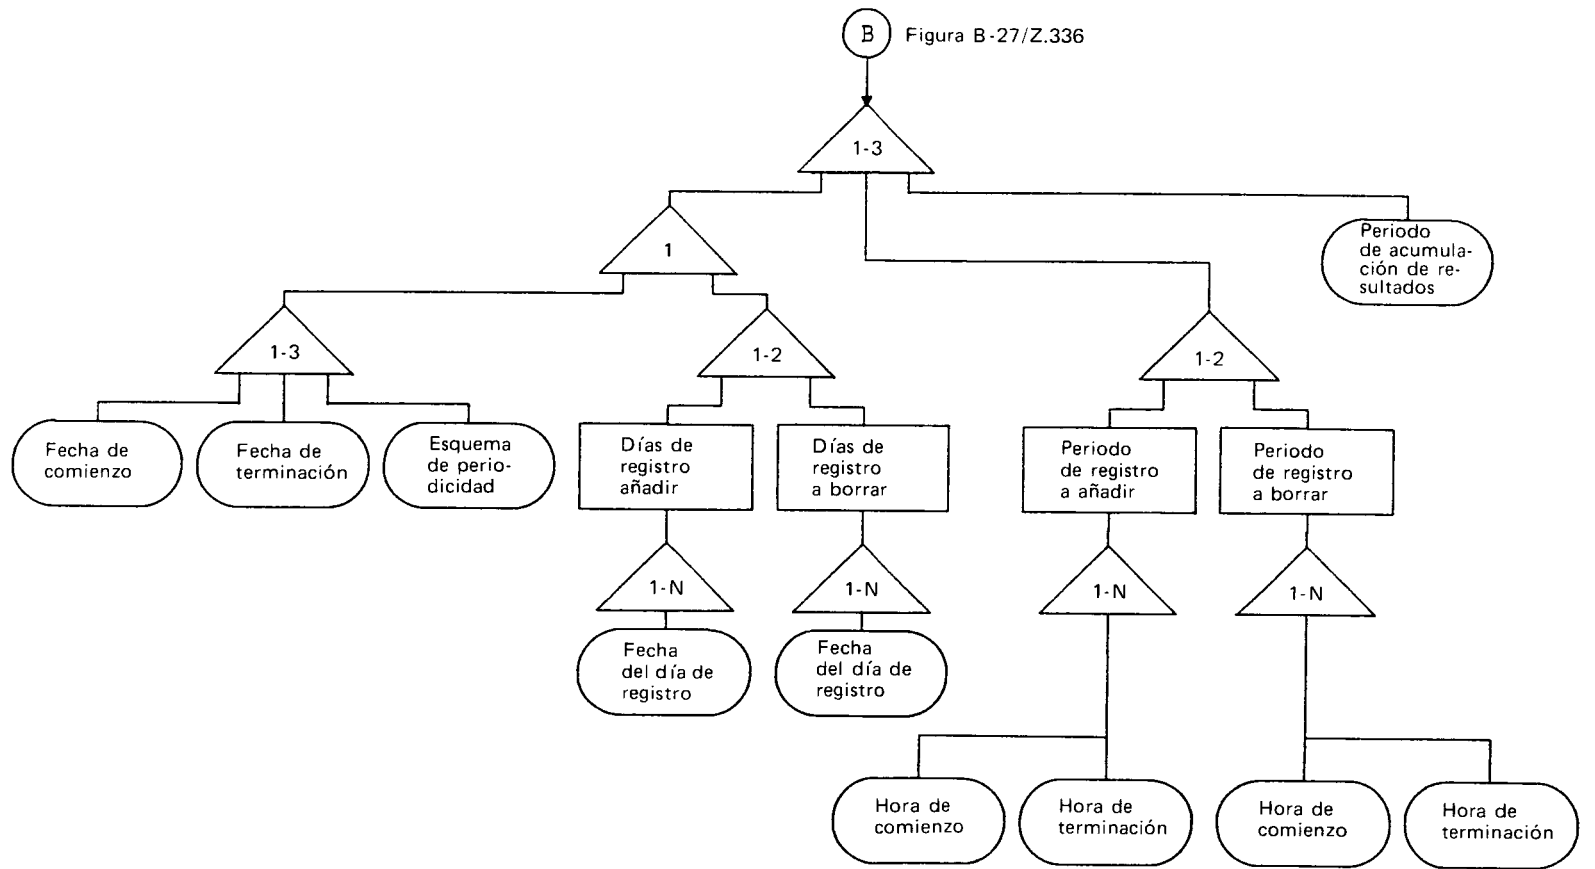 B
Figura B-27/Z.336
1-3
Periodo
de acumula-
ción de re-
sultados
1
1-3
1-2
1-2
Fecha de
comienzo
Fecha de
terminación
Esquema
de perio-
dicidad
Días de
registro
añadir
Días de
registro
a borrar
Periodo
de registro
a añadir
Periodo
de registro
a borrar
1-N
1-N
1-N
1-N
Fecha
del día de
registro
Fecha
del día de
registro
Hora de
comienzo
Hora de
terminación
Hora de
comienzo
Hora de
terminación